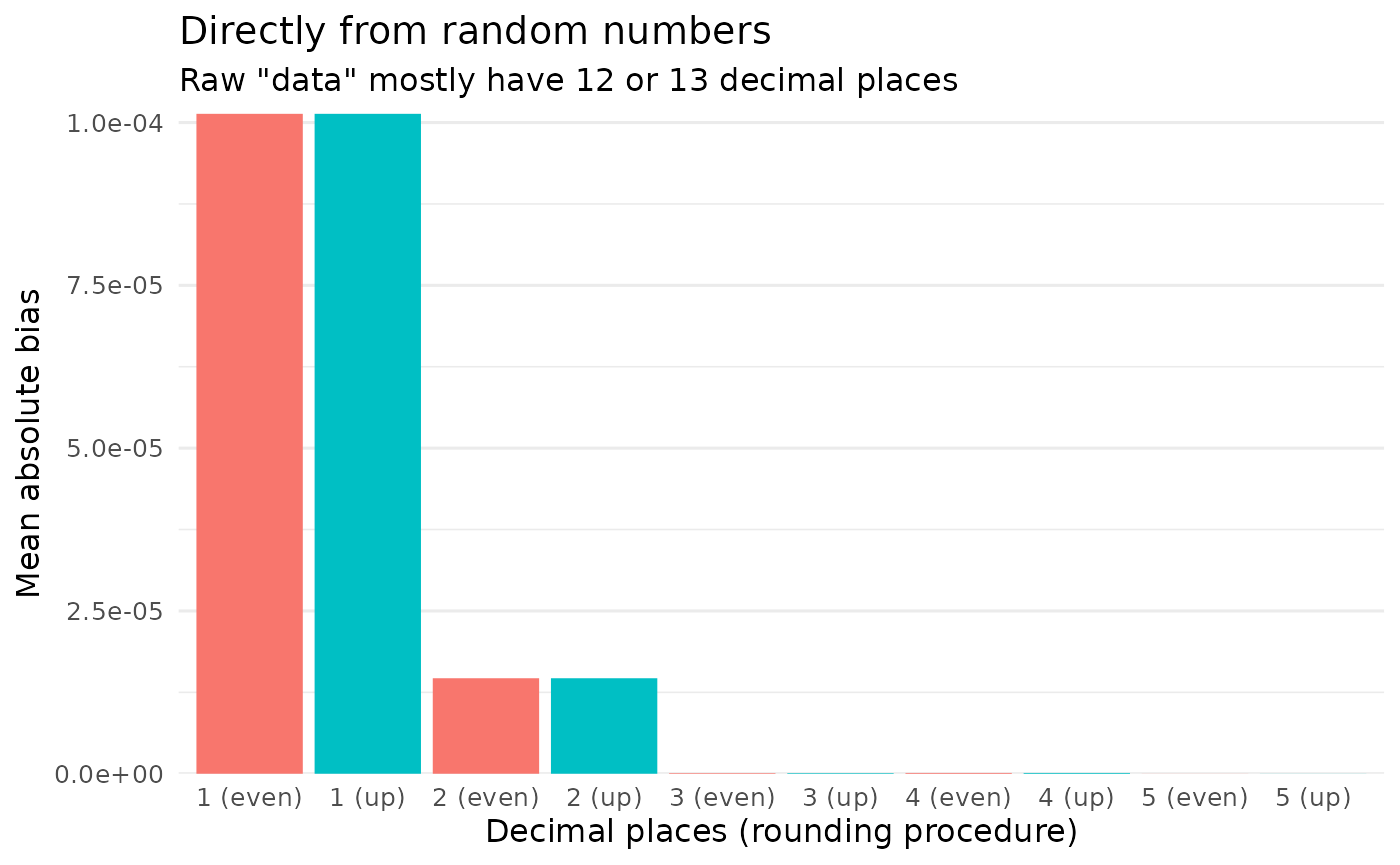 Directly from random numbers
Raw "data" mostly have 12 or 13 decimal places
Mean absolute bias
1.0e-04
7.5e-05
5.0e-05
2.5e-05
0.0e+00
1 (even) 1 (up) 2 (even) 2 (up) 3 (even) 3 (up) 4 (even) 4 (up) 5 (even) 5 (up)
Decimal places (rounding procedure)